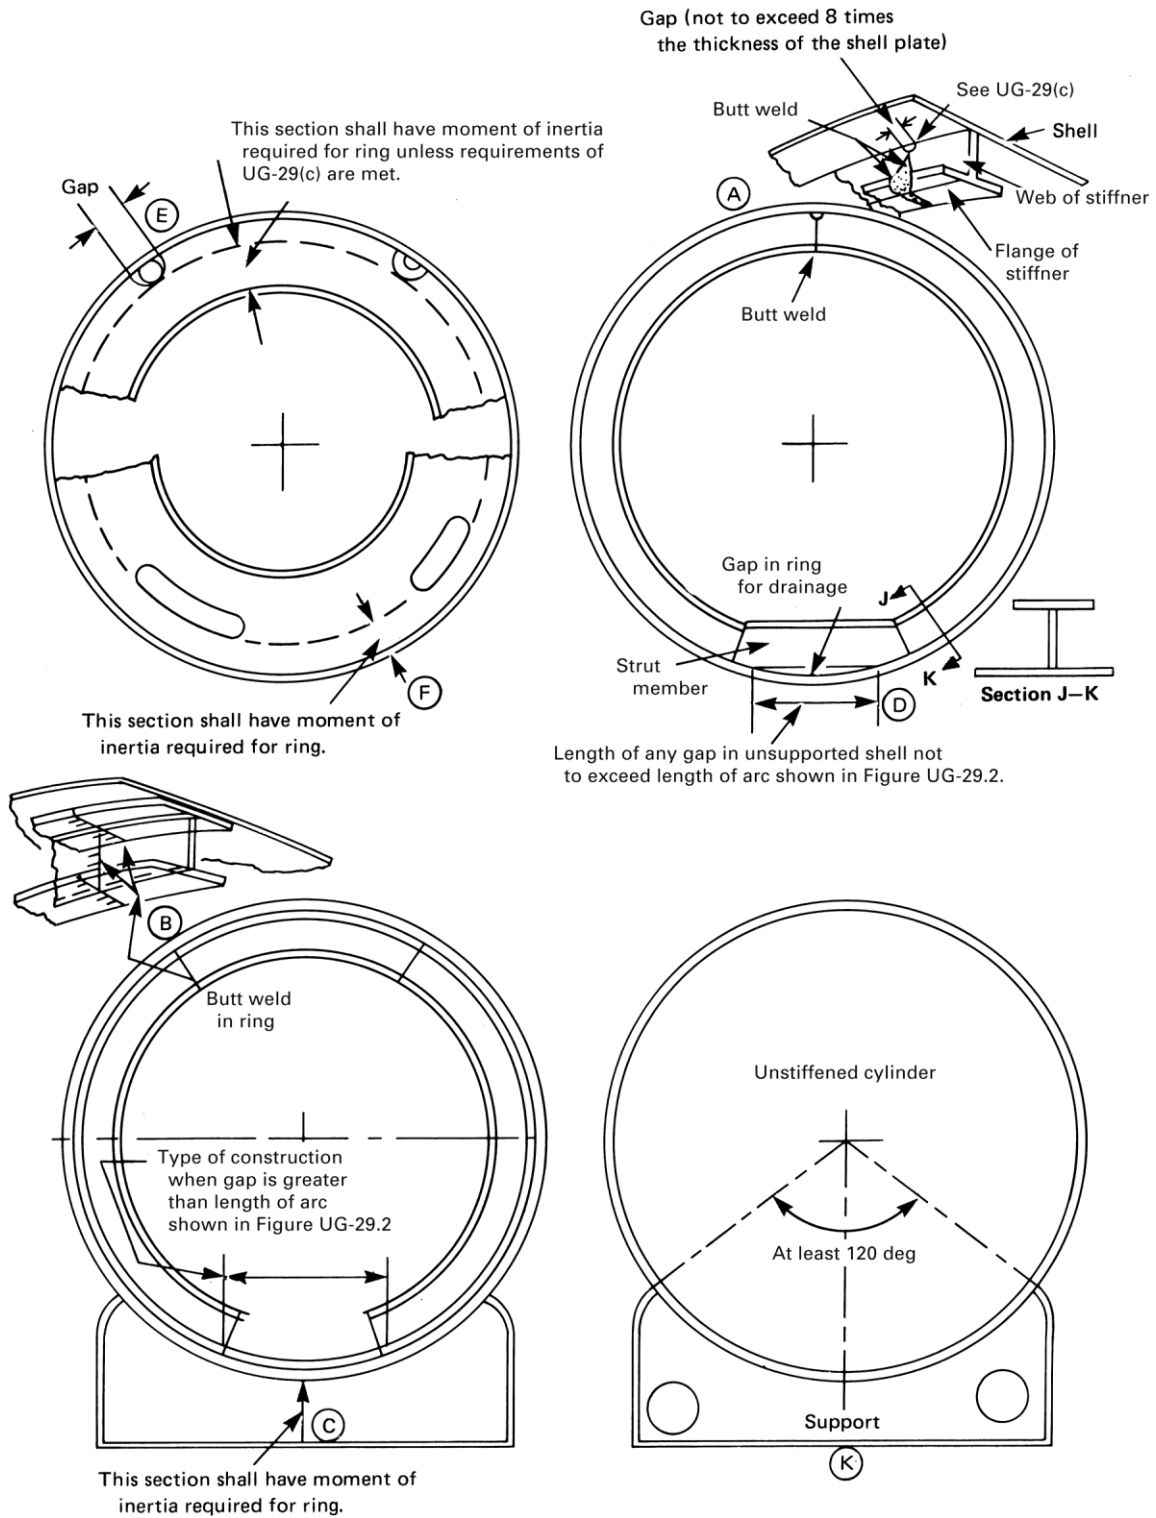 Gap (not to exceed 8 times
the thickness of the shell plate)
See UG-29(c)
Butt weld
Shell
This section shall have moment of inertia
required for ring unless requirements of
UG-29(c) are met.
Gap
E
A
Web of stiffner
Flange of
stiffner
Butt weld
Gap in ring
for drainage
J
Strut
member
K
Section J–K
D
F
This section shall have moment of
inertia required for ring.
Length of any gap in unsupported shell not
to exceed length of arc shown in Figure UG-29.2.
B
Butt weld
in ring
Unstiffened cylinder
Type of construction
when gap is greater
than length of arc
shown in Figure UG-29.2
At least 120 deg
C
Support
K
This section shall have moment of
inertia required for ring.